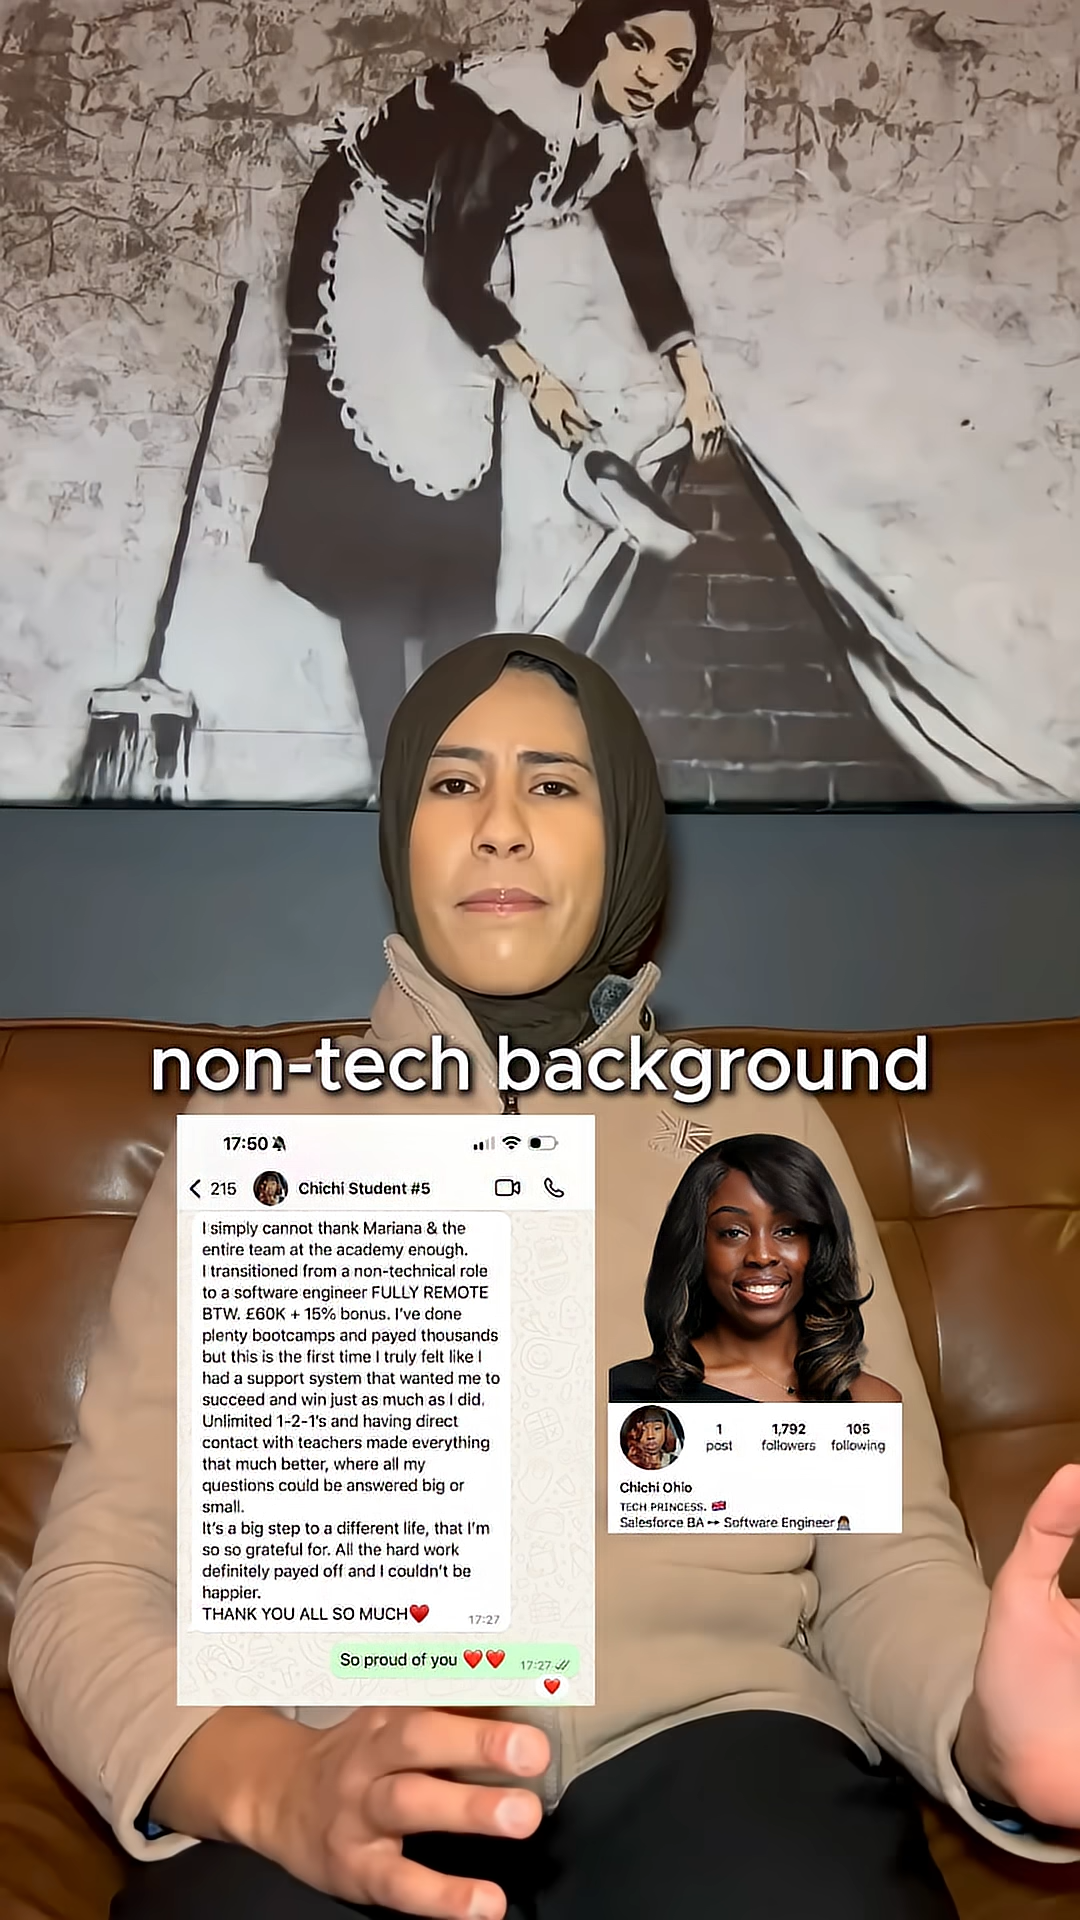 non-tech background
17:50
215
Chichi Student #5
I simply cannot thank Mariana & the
entire team at the academy enough.
I transitioned from a non-technical role
to a software engineer FULLY REMOTE
BTW. £60K + 15% bonus. I've done
plenty bootcamps and payed thousands
but this is the first time I truly felt like I
had a support system that wanted me to
succeed and win just as much as I did.
Unlimited 1-2-1's and having direct
contact with teachers made everything
that much better, where all my
questions could be answered big or
small.
It's a big step to a different life, that I'm
so so grateful for. All the hard work
definitely payed off and I couldn't be
happier.
THANK YOU ALL SO MUCH❤️
17:27
So proud of you ❤️❤️
17:27
1 1,792 105
post followers following
Chichi Ohio
TECH PRINCESS. 🇬🇧
Salesforce BA ↔ Software Engineer👩🏿‍💻